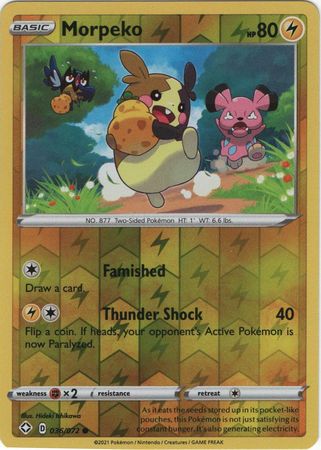 BASIC Morpeko HP 80
NO. 877 Two-Sided Pokémon HT: 1' WT: 6.6 lbs.
Famished
Draw a card.
Thunder Shock 40
Flip a coin. If heads, your opponent's Active Pokémon is
now Paralyzed.
weakness ×2 resistance retreat
Illus. Hideki Ishikawa
D 036/072
As it eats the seeds stored up in its pocket-
like pouches, this Pokémon is not just satisfying its
constant hunger. It's also generating electricity.
©2021 Pokémon / Nintendo / Creatures / GAME FREAK